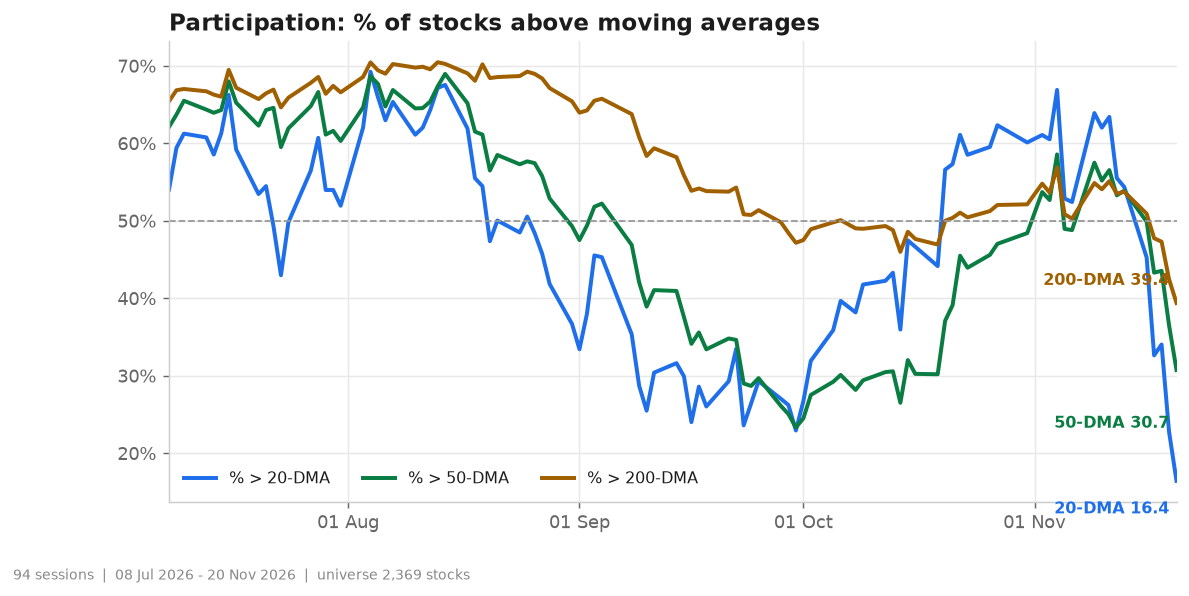 Participation: % of stocks above moving averages
70%
60%
50%
40%
30%
20%
200-DMA 39.4
50-DMA 30.7
20-DMA 16.4
% > 20-DMA
% > 50-DMA
% > 200-DMA
01 Aug
01 Sep
01 Oct
01 Nov
94 sessions | 08 Jul 2026 - 20 Nov 2026 | universe 2,369 stocks